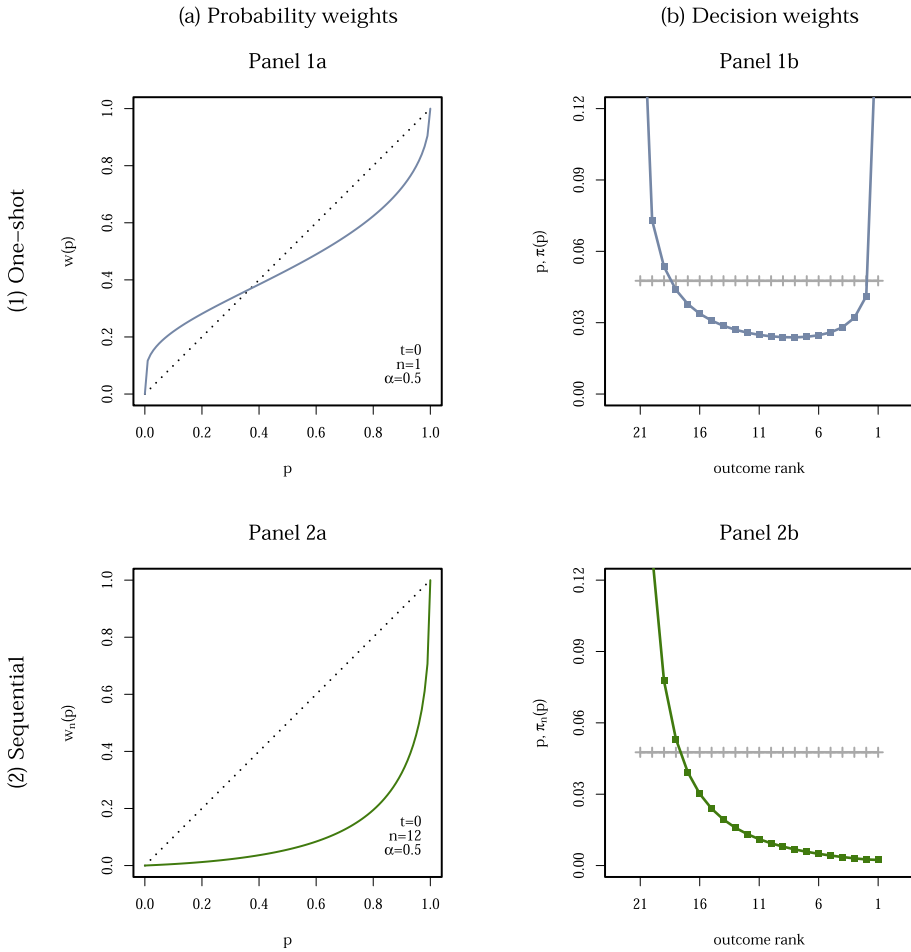 (a) Probability weights
(b) Decision weights
(1) One−shot
Panel 1a
1.0
0.8
0.6
0.4
0.2
0.0
w(p)
t=0
n=1
α=0.5
0.0 0.2 0.4 0.6 0.8 1.0
p
Panel 1b
0.12
0.09
0.06
0.03
0.00
p, π(p)
21 16 11 6 1
outcome rank
(2) Sequential
Panel 2a
1.0
0.8
0.6
0.4
0.2
0.0
wₙ(p)
t=0
n=12
α=0.5
0.0 0.2 0.4 0.6 0.8 1.0
p
Panel 2b
0.12
0.09
0.06
0.03
0.00
p, πₙ(p)
21 16 11 6 1
outcome rank